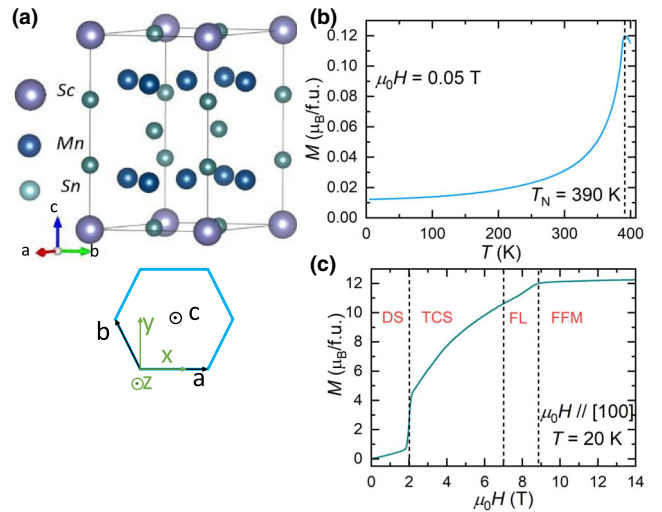 (a)
Sc
Mn
Sn
c
a
b
b
y
c
x
z
a
(b)
0.12
0.10
0.08
0.06
0.04
0.02
0.00
M (μB/f.u.)
μ0H = 0.05 T
TN = 390 K
0 100 200 300 400
T (K)
(c)
12
10
8
6
4
2
0
M (μB/f.u.)
DS TCS FL FFM
μ0H // [100]
T = 20 K
0 2 4 6 8 10 12 14
μ0H (T)